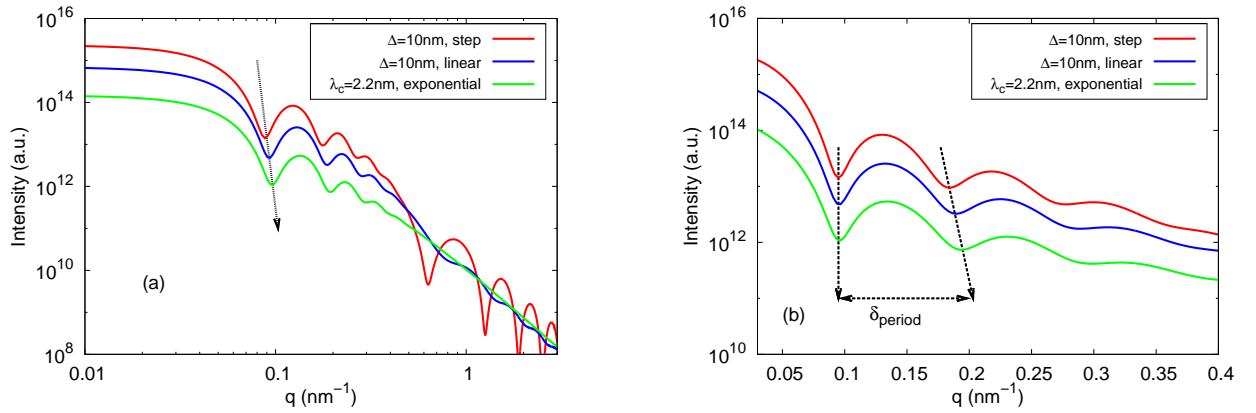 10^16
10^14
10^12
10^10
10^8
Intensity (a.u.)
Δ=10nm, step
Δ=10nm, linear
λ_c=2.2nm, exponential
(a)
0.01
0.1
1
q (nm^−1)
10^16
10^14
10^12
10^10
Intensity (a.u.)
Δ=10nm, step
Δ=10nm, linear
λ_c=2.2nm, exponential
(b)
δ_period
0.05
0.1
0.15
0.2
0.25
0.3
0.35
0.4
q (nm^−1)